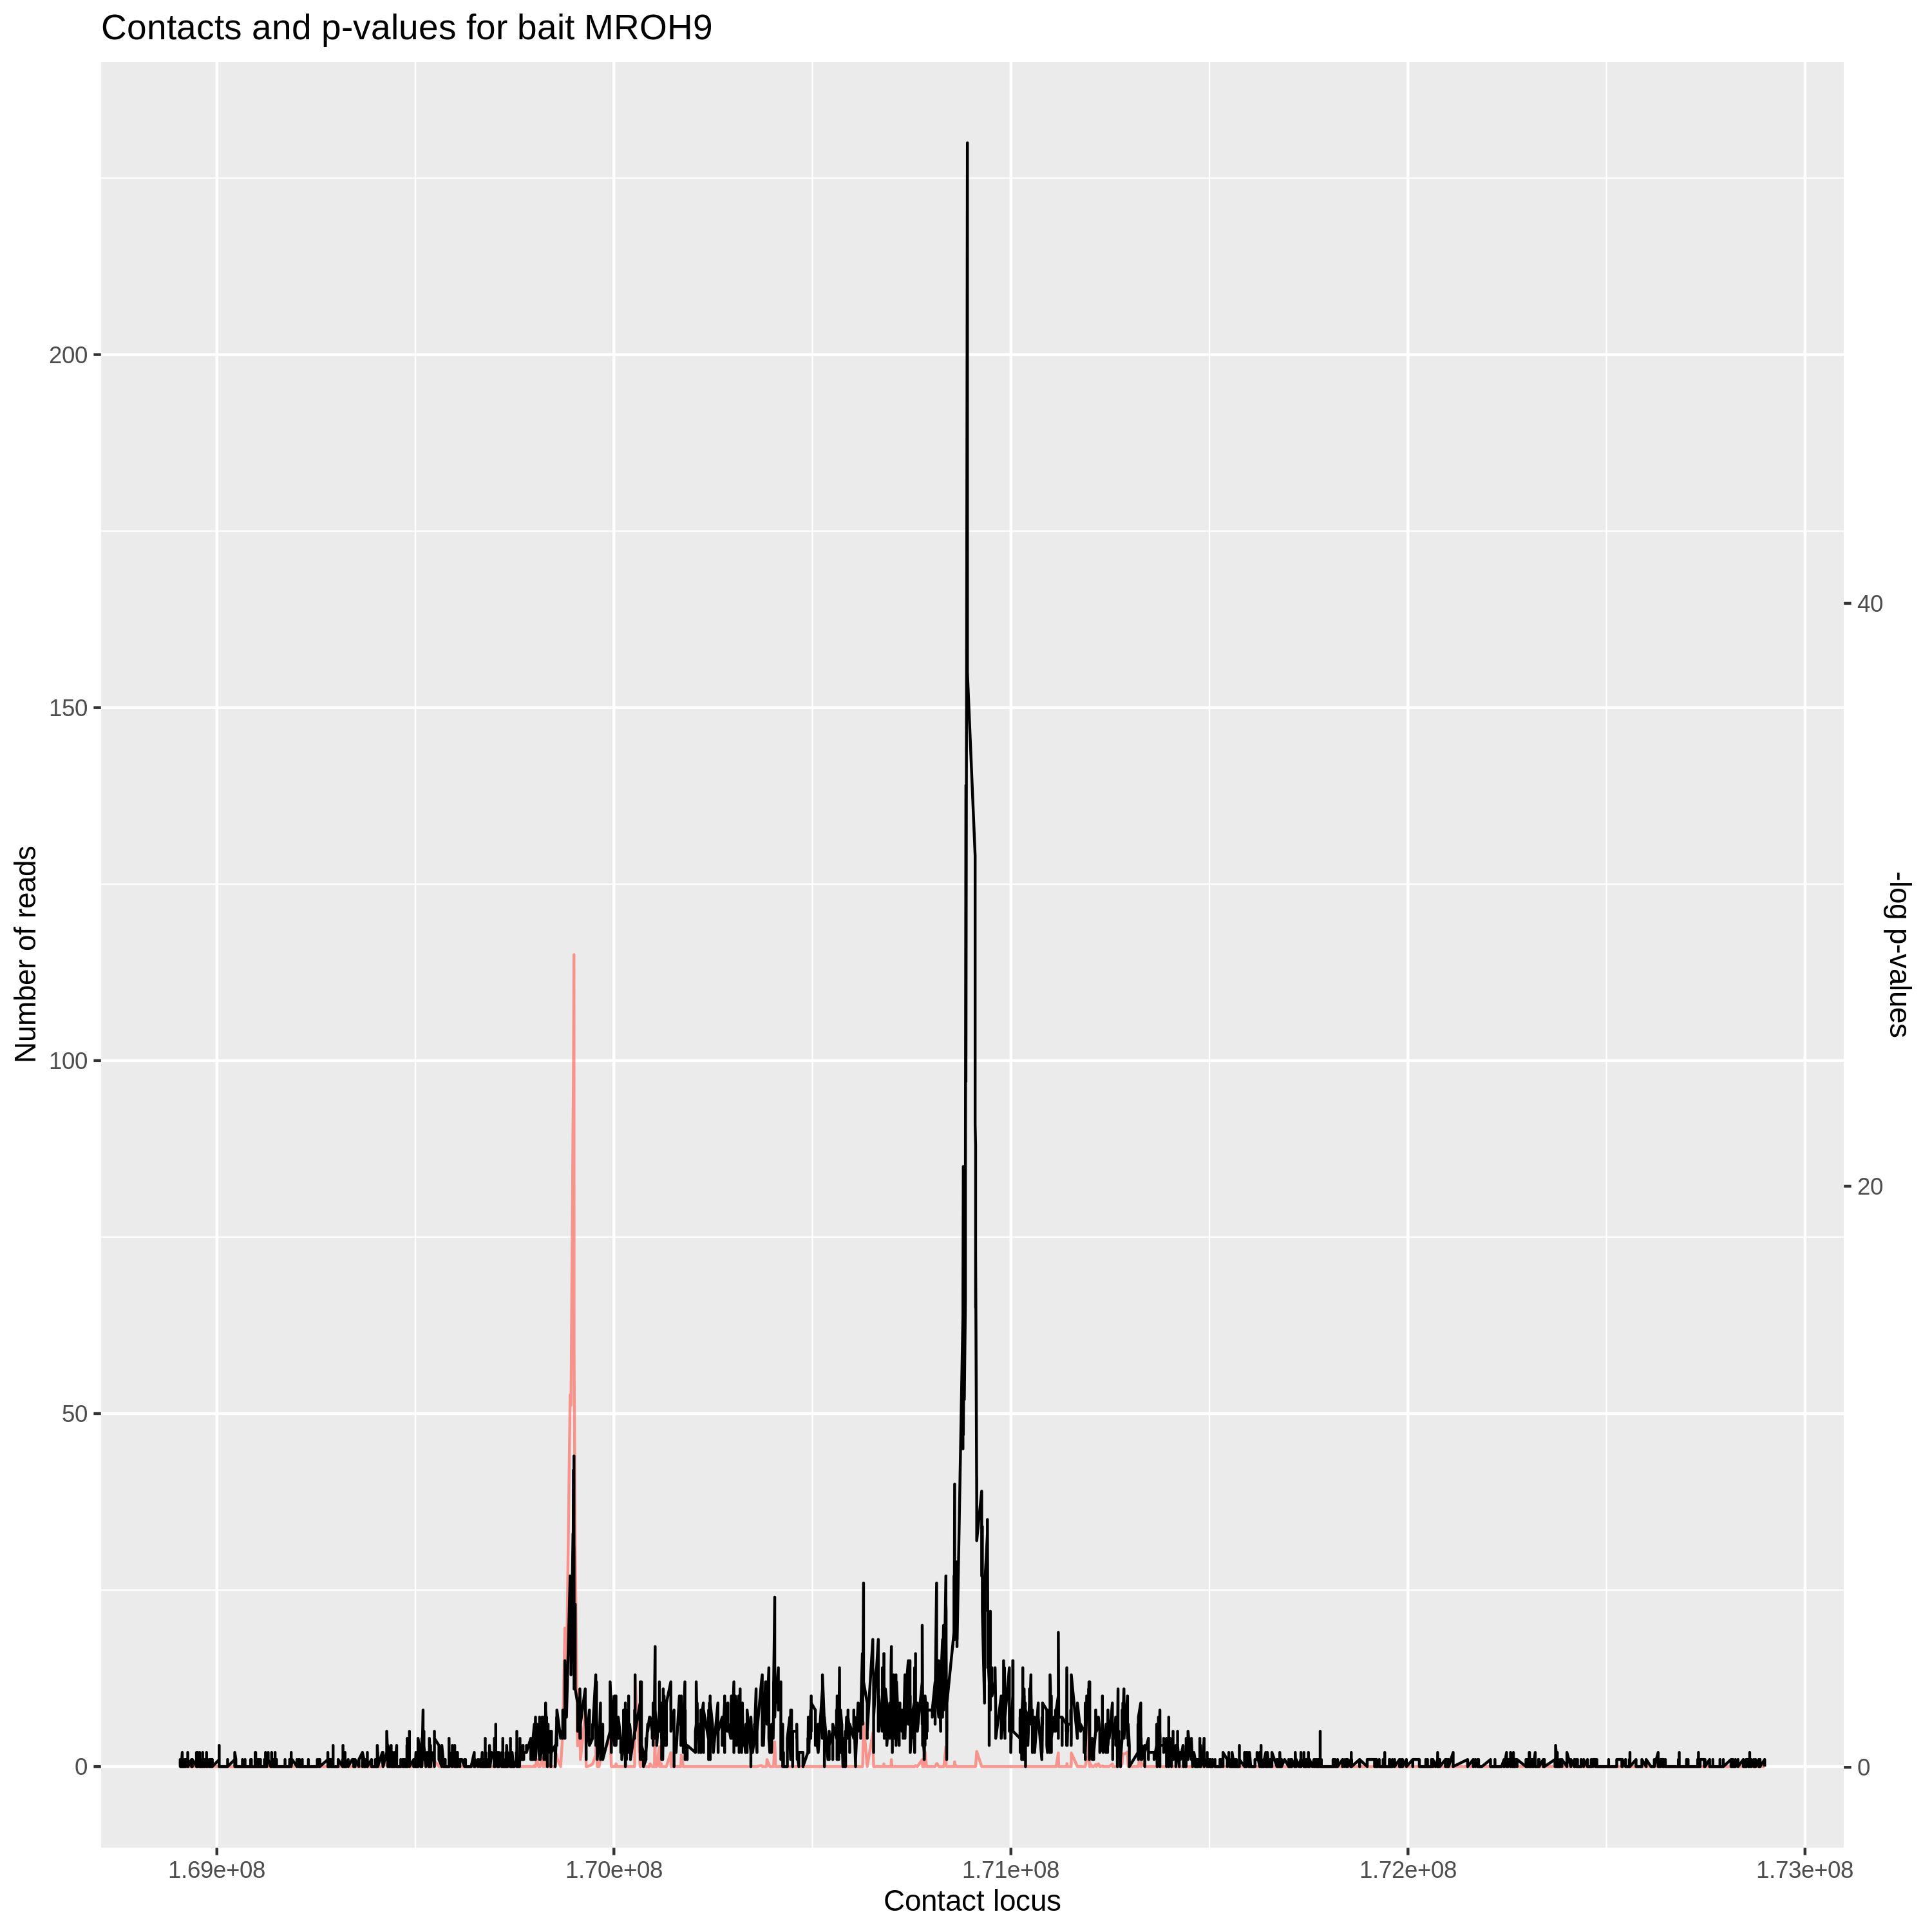 Contacts and p-values for bait MROH9
Number of reads
200
150
100
50
0
40
20
0
-log p-values
1.69e+08 1.70e+08 1.71e+08 1.72e+08 1.73e+08
Contact locus